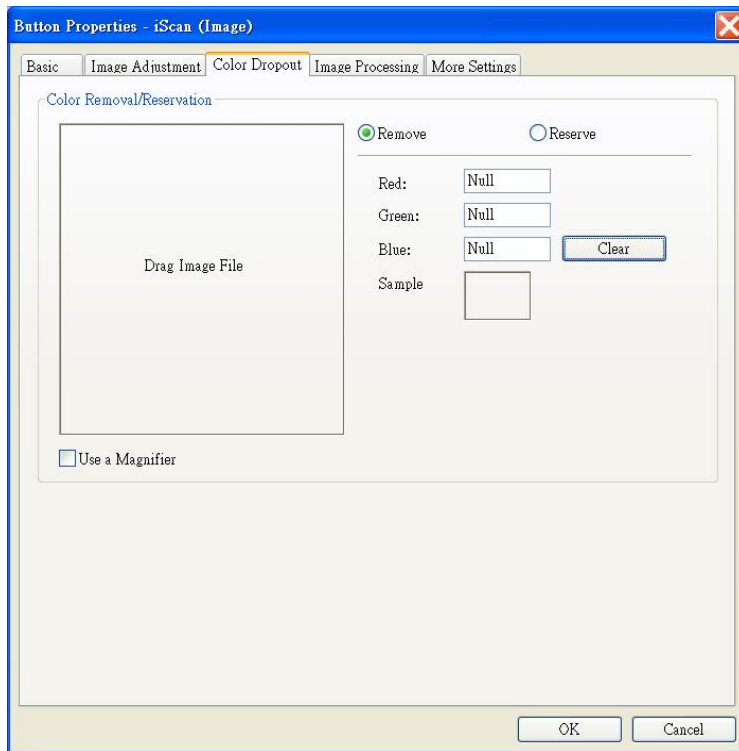 Button Properties - iScan (Image)
Basic Image Adjustment Color Dropout Image Processing More Settings
Color Removal/Reservation
Remove Reserve
Red: Null
Green: Null
Blue: Null Clear
Drag Image File
Sample
Use a Magnifier
OK Cancel